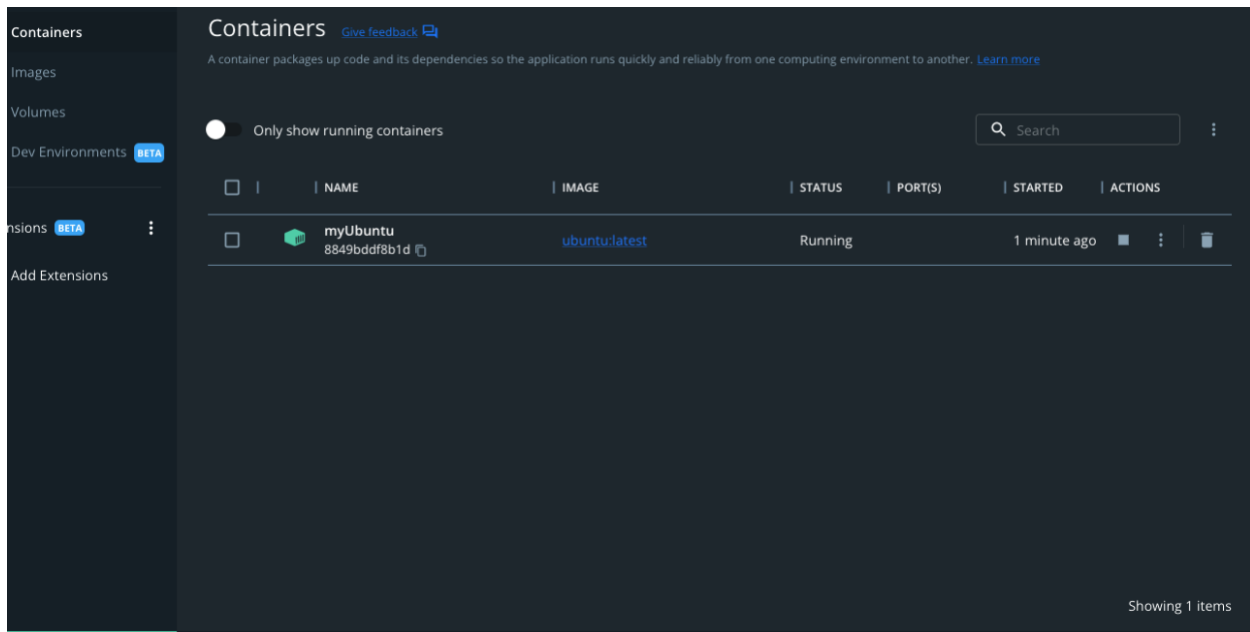 Containers
Images
Volumes
Dev Environments BETA
nsions BETA
Add Extensions
Containers Give feedback
A container packages up code and its dependencies so the application runs quickly and reliably from one computing environment to another. Learn more
Only show running containers
Search
NAME IMAGE STATUS PORT(S) STARTED ACTIONS
myUbuntu ubuntu:latest Running 1 minute ago
8849bddf8b1d
Showing 1 items